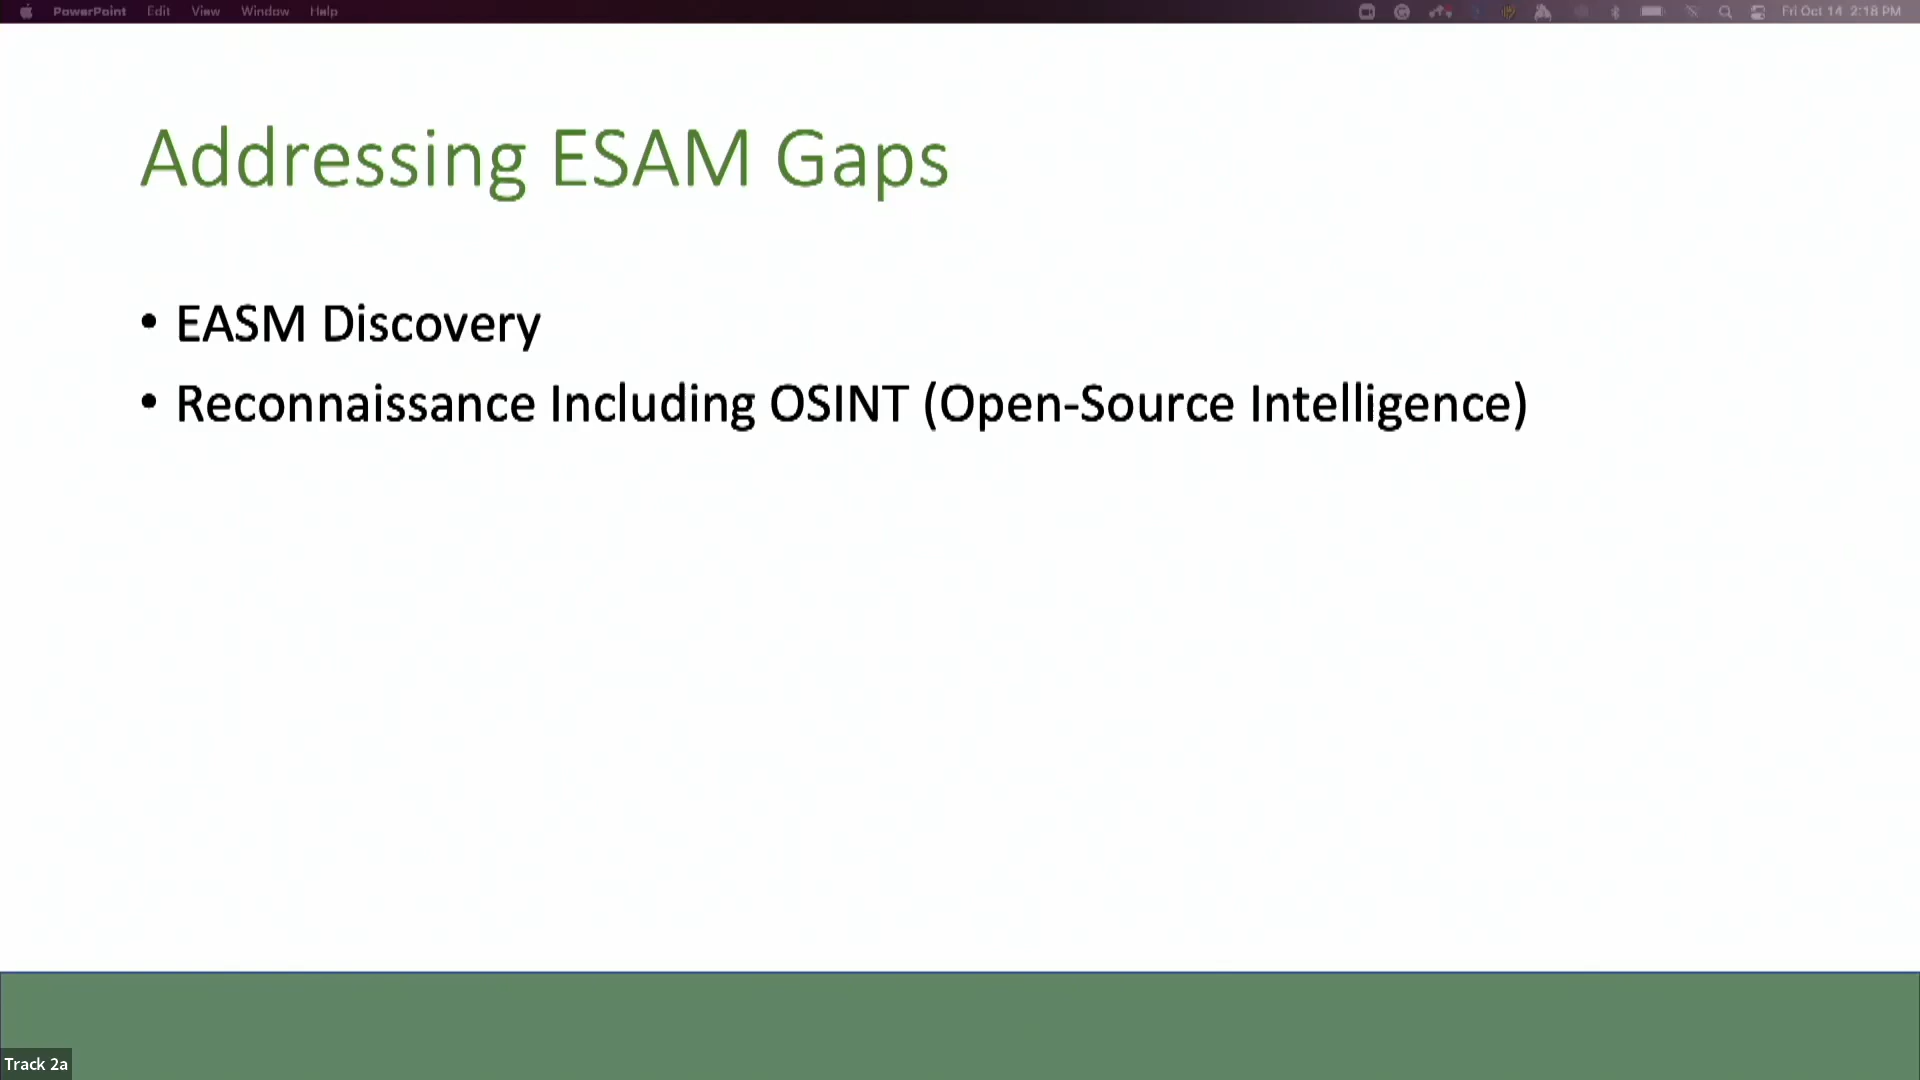 PowerPoint Edit View Window Help Fri Oct 14 2:18 PM
Addressing ESAM Gaps
• EASM Discovery
• Reconnaissance Including OSINT (Open-Source Intelligence)
Track 2a